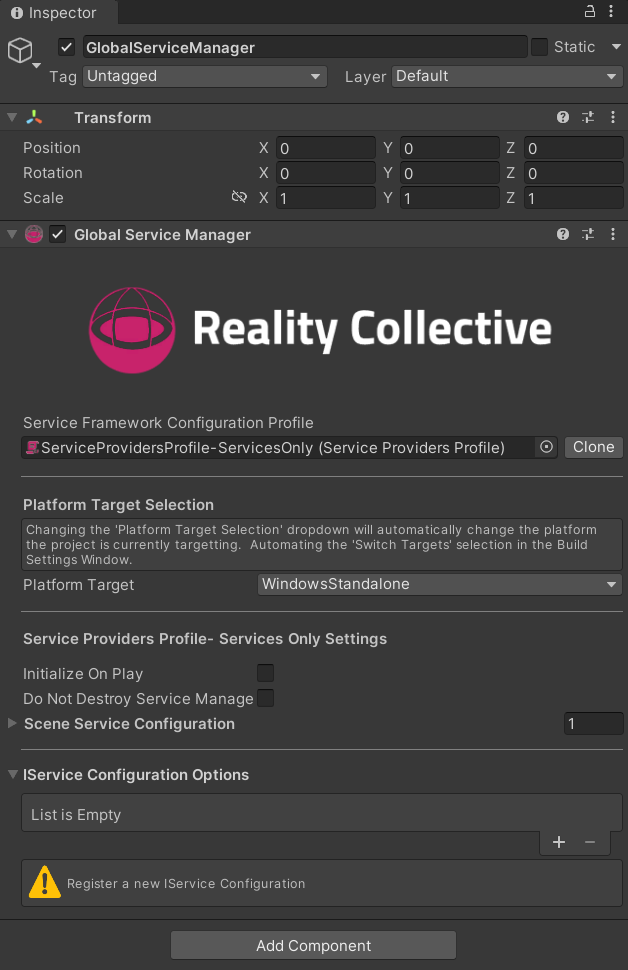 Inspector
GlobalServiceManager
Static
Tag Untagged Layer Default
Transform
Position X 0 Y 0 Z 0
Rotation X 0 Y 0 Z 0
Scale X 1 Y 1 Z 1
Global Service Manager
Reality Collective
Service Framework Configuration Profile
ServiceProvidersProfile-ServicesOnly (Service Providers Profile) Clone
Platform Target Selection
Changing the 'Platform Target Selection' dropdown will automatically change the platform
the project is currently targetting.  Automating the 'Switch Targets' selection in the Build
Settings Window.
Platform Target WindowsStandalone
Service Providers Profile- Services Only Settings
Initialize On Play
Do Not Destroy Service Manage
Scene Service Configuration 1
IService Configuration Options
List is Empty
+ −
Register a new IService Configuration
Add Component